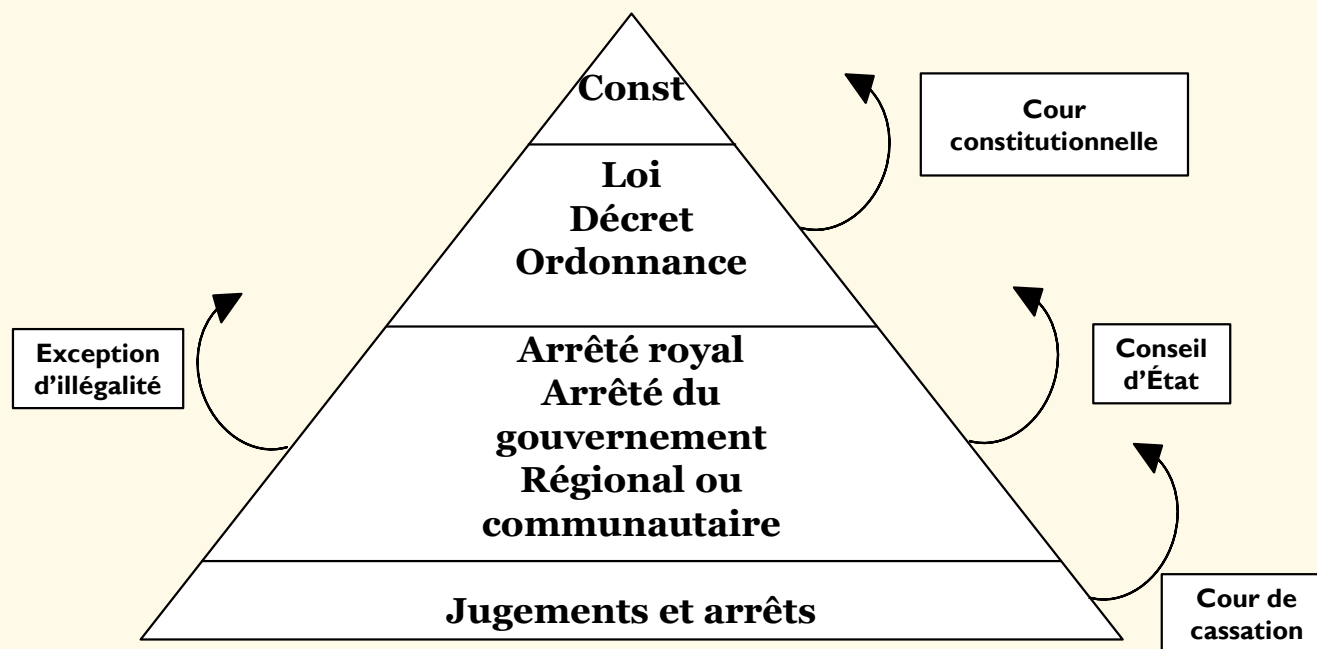 Const
Cour
constitutionnelle
Loi
Décret
Ordonnance
Exception
d'illégalité
Arrêté royal
Arrêté du
gouvernement
Régional ou
communautaire
Conseil
d'État
Jugements et arrêts
Cour de
cassation